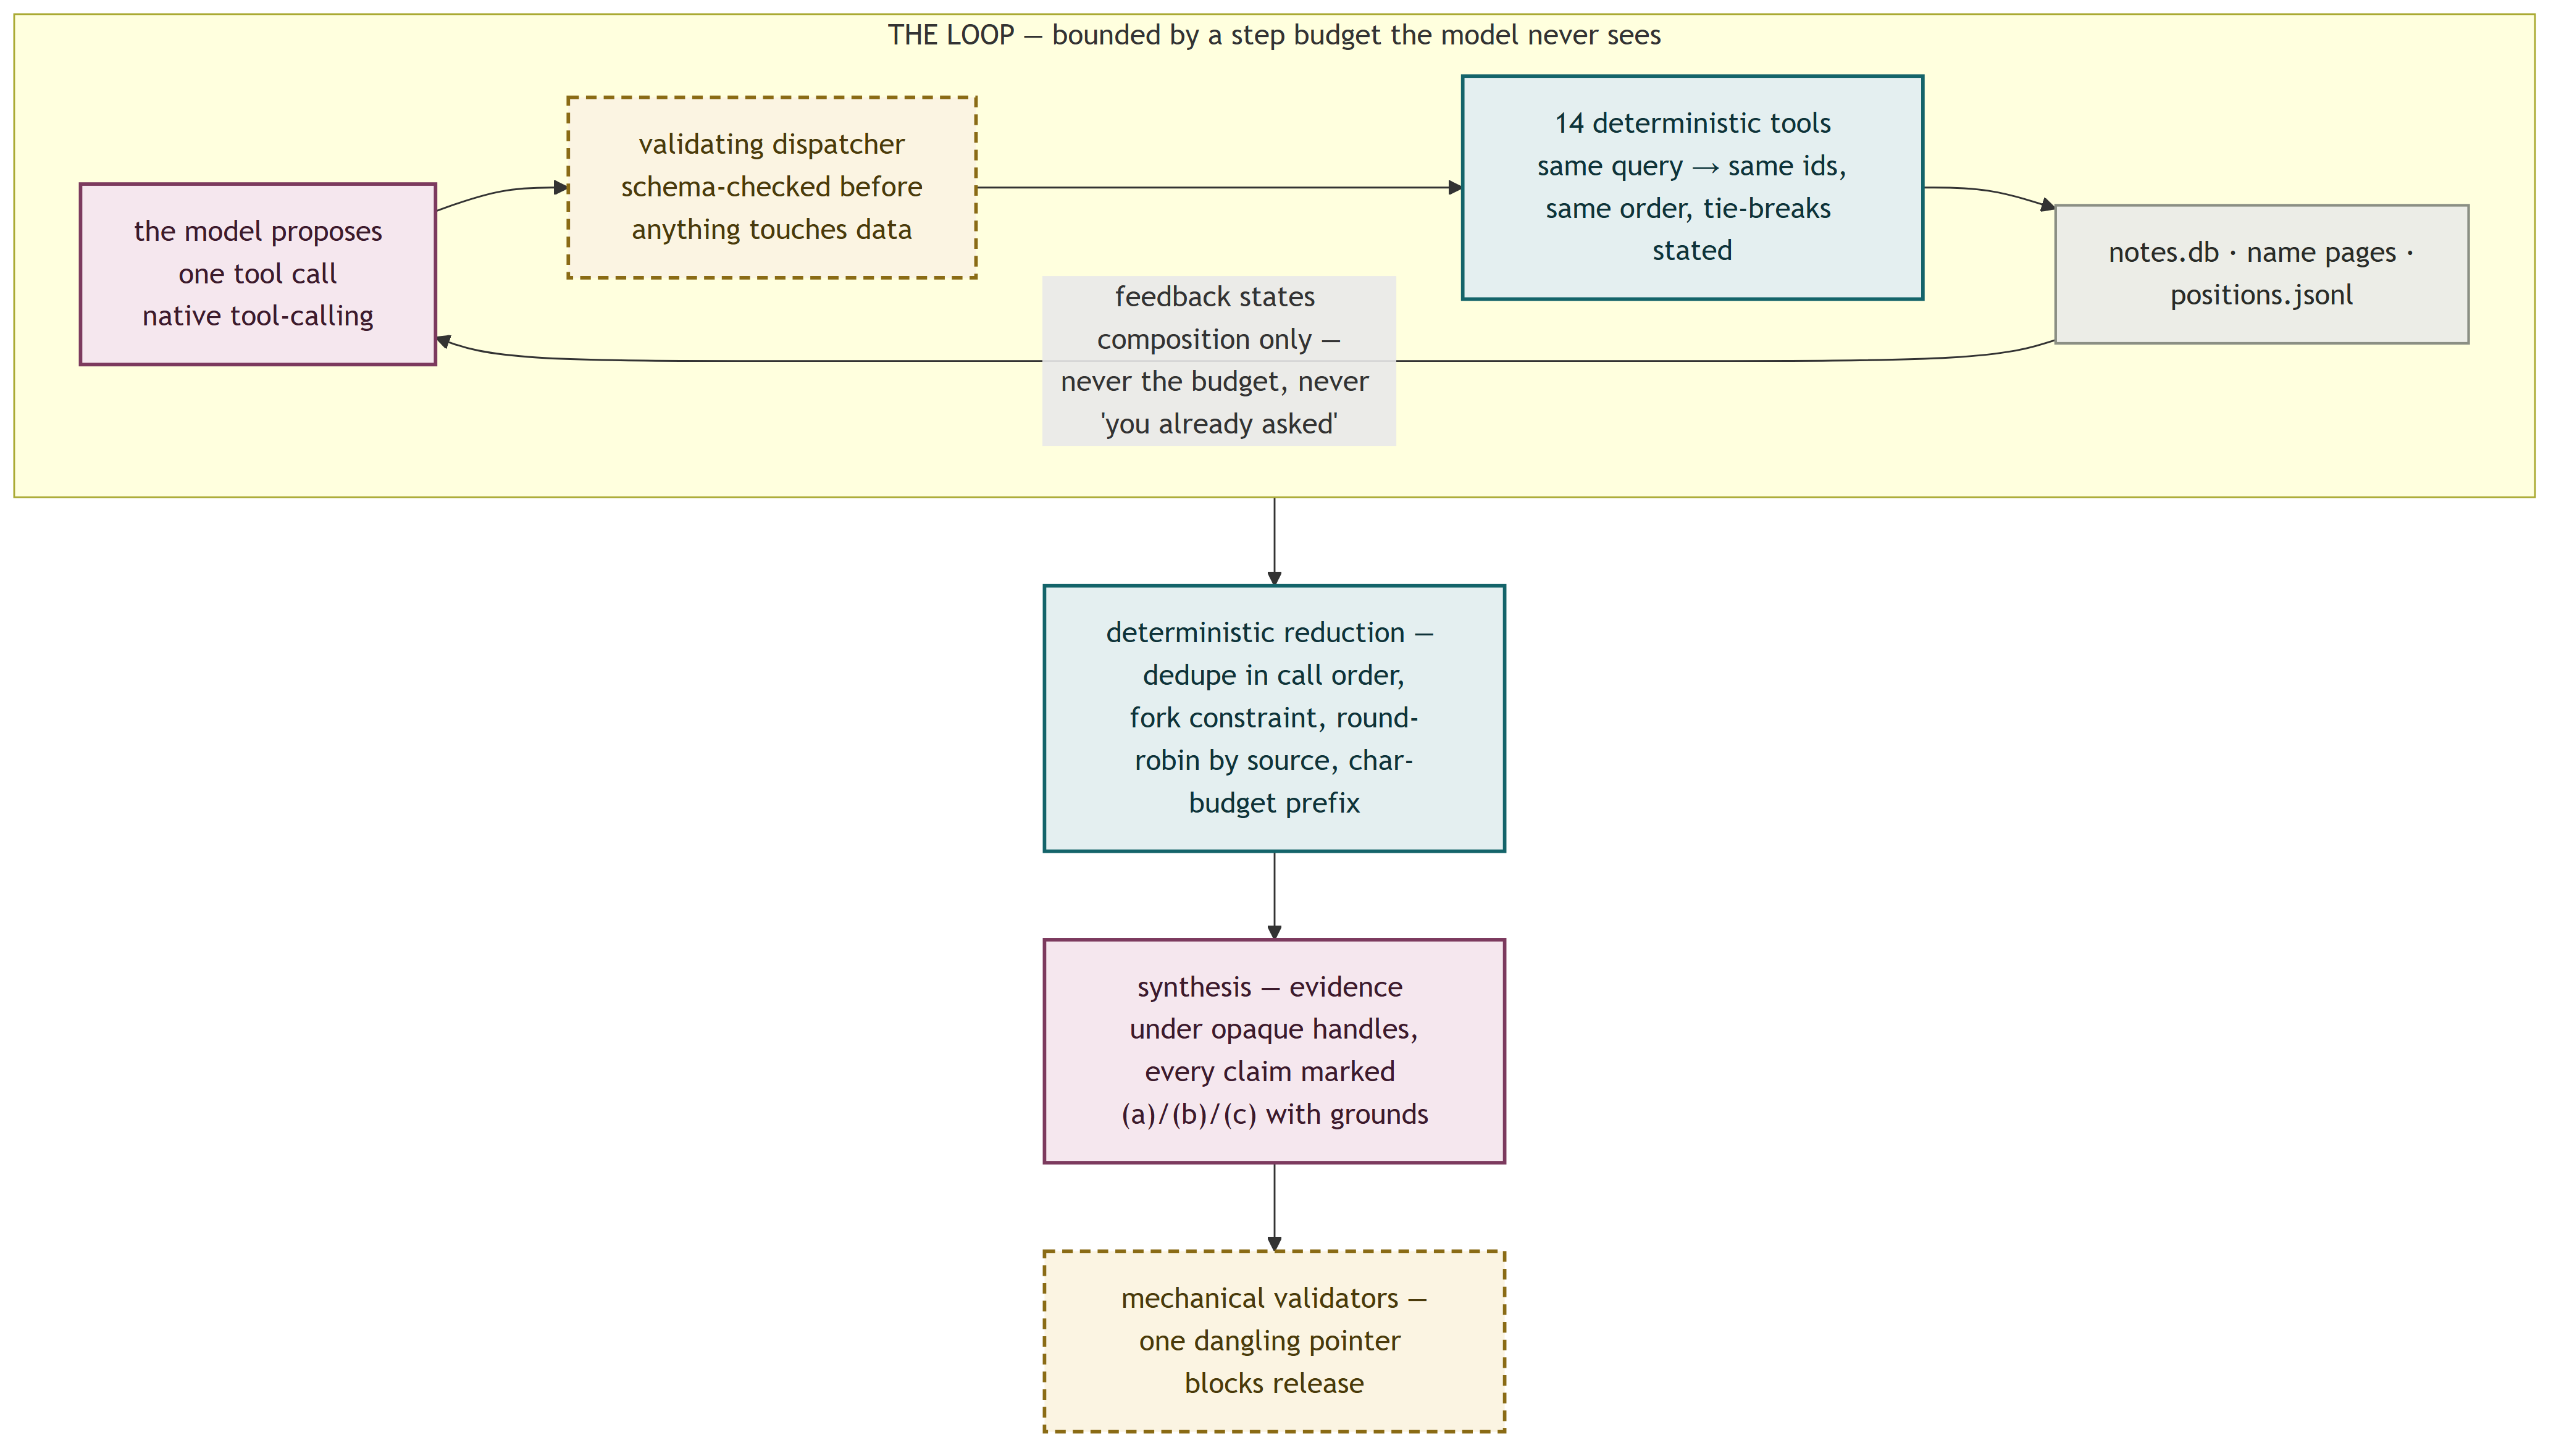 THE LOOP — bounded by a step budget the model never sees
the model proposes
one tool call
native tool-calling
validating dispatcher
schema-checked before
anything touches data
14 deterministic tools
same query → same ids,
same order, tie-breaks
stated
notes.db · name pages ·
positions.jsonl
feedback states
composition only —
never the budget, never
'you already asked'
deterministic reduction —
dedupe in call order,
fork constraint, round-
robin by source, char-
budget prefix
synthesis — evidence
under opaque handles,
every claim marked
(a)/(b)/(c) with grounds
mechanical validators —
one dangling pointer
blocks release